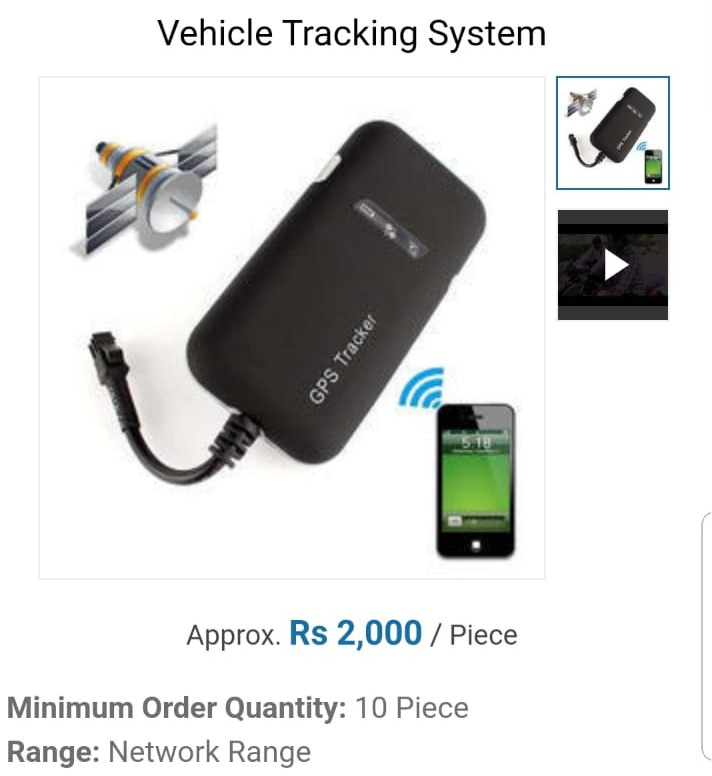 Vehicle Tracking System
GPS Tracker
5:18
Approx. Rs 2,000 / Piece
Minimum Order Quantity: 10 Piece
Range: Network Range